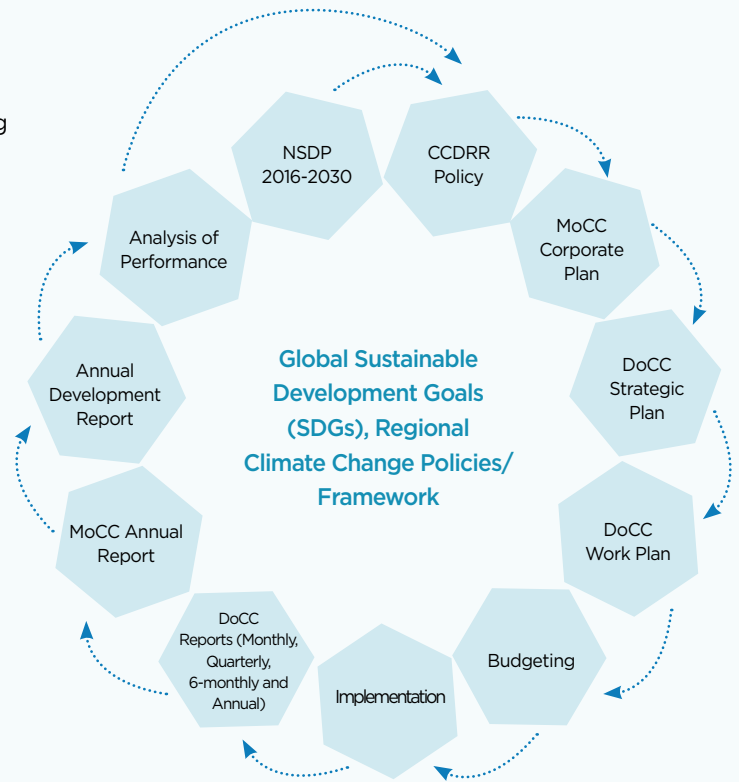 g
NSDP
2016-2030
CCDRR
Policy
MoCC
Corporate
Plan
DoCC
Strategic
Plan
DoCC
Work Plan
Budgeting
Implementation
DoCC
Reports (Monthly,
Quarterly,
6-monthly and
Annual)
MoCC Annual
Report
Annual
Development
Report
Analysis of
Performance
Global Sustainable
Development Goals
(SDGs), Regional
Climate Change Policies/
Framework